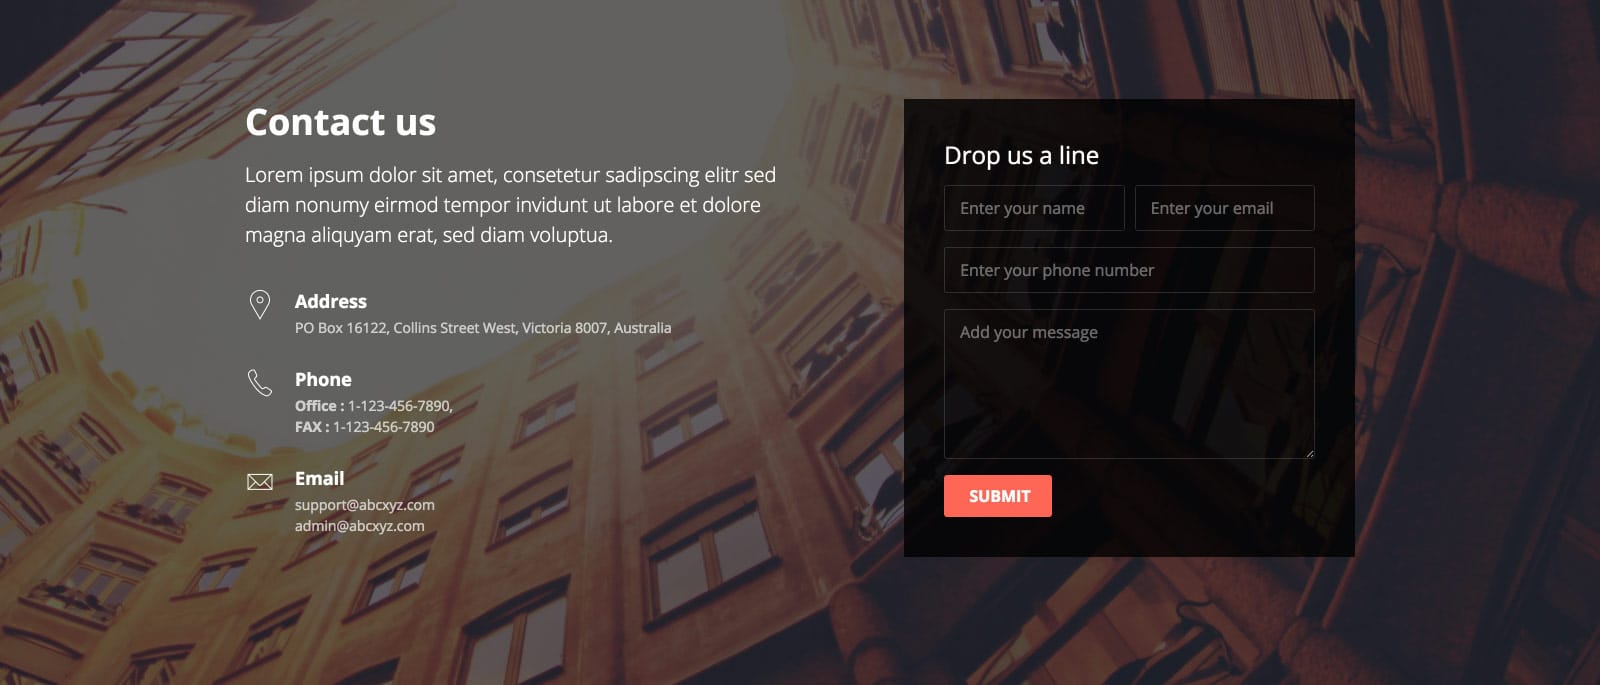 Contact us
Lorem ipsum dolor sit amet, consetetur sadipscing elitr sed
diam nonumy eirmod tempor invidunt ut labore et dolore
magna aliquyam erat, sed diam voluptua.
Address
PO Box 16122, Collins Street West, Victoria 8007, Australia
Phone
Office : 1-123-456-7890,
FAX : 1-123-456-7890
Email
support@abcxyz.com
admin@abcxyz.com
Drop us a line
Enter your name
Enter your email
Enter your phone number
Add your message
SUBMIT